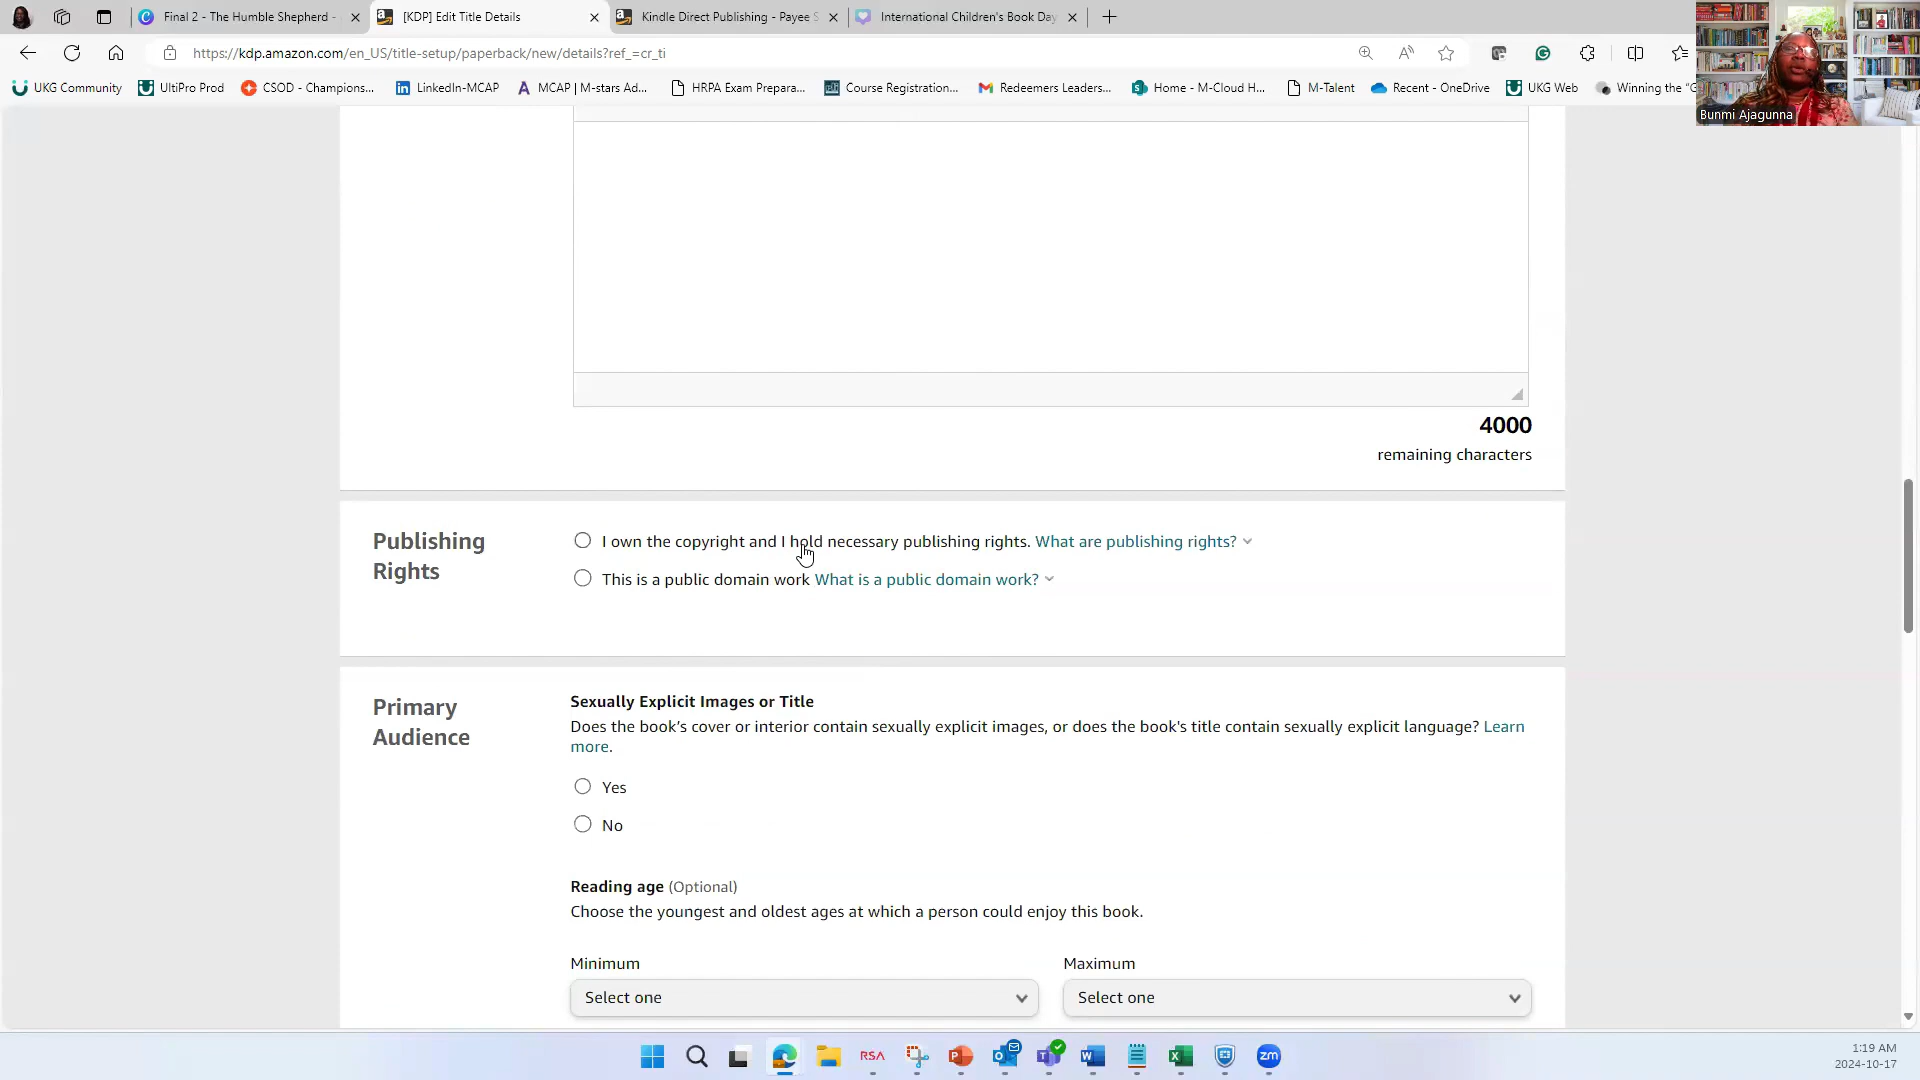 Final 2 - The Humble Shepherd -
[KDP] Edit Title Details
Kindle Direct Publishing - Payee S
International Children's Book Day
https://kdp.amazon.com/en_US/title-setup/paperback/new/details?ref_=cr_ti
UKG Community
UltiPro Prod
CSOD - Champions...
LinkedIn-MCAP
MCAP | M-stars Ad...
HRPA Exam Prepara...
Course Registration...
Redeemers Leaders...
Home - M-Cloud H...
M-Talent
Recent - OneDrive
UKG Web
Winning the "G
Bunmi Ajagunna
4000
remaining characters
Publishing
Rights
I own the copyright and I hold necessary publishing rights. What are publishing rights?
This is a public domain work What is a public domain work?
Primary
Audience
Sexually Explicit Images or Title
Does the book’s cover or interior contain sexually explicit images, or does the book's title contain sexually explicit language? Learn
more.
Yes
No
Reading age (Optional)
Choose the youngest and oldest ages at which a person could enjoy this book.
Minimum
Maximum
Select one
Select one
RSA
zm
1:19 AM
2024-10-17